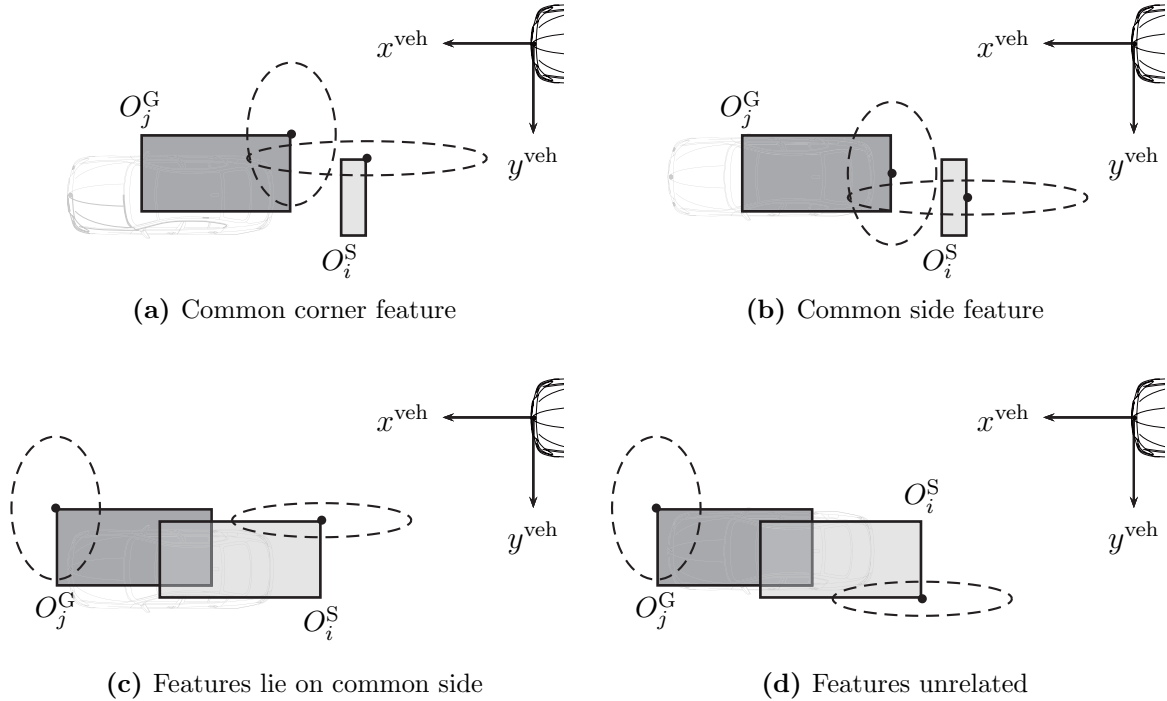 x^veh
O_j^G
y^veh
O_i^S
(a) Common corner feature
x^veh
O_j^G
y^veh
O_i^S
(b) Common side feature
x^veh
y^veh
O_j^G
O_i^S
(c) Features lie on common side
x^veh
O_i^S
y^veh
O_j^G
(d) Features unrelated